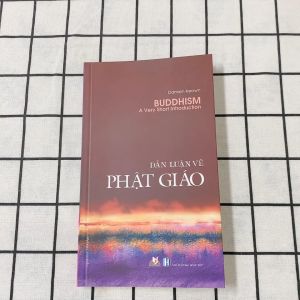 Damien Keown
BUDDHISM
A Very Short Introduction
DẪN LUẬN VỀ
PHẬT GIÁO